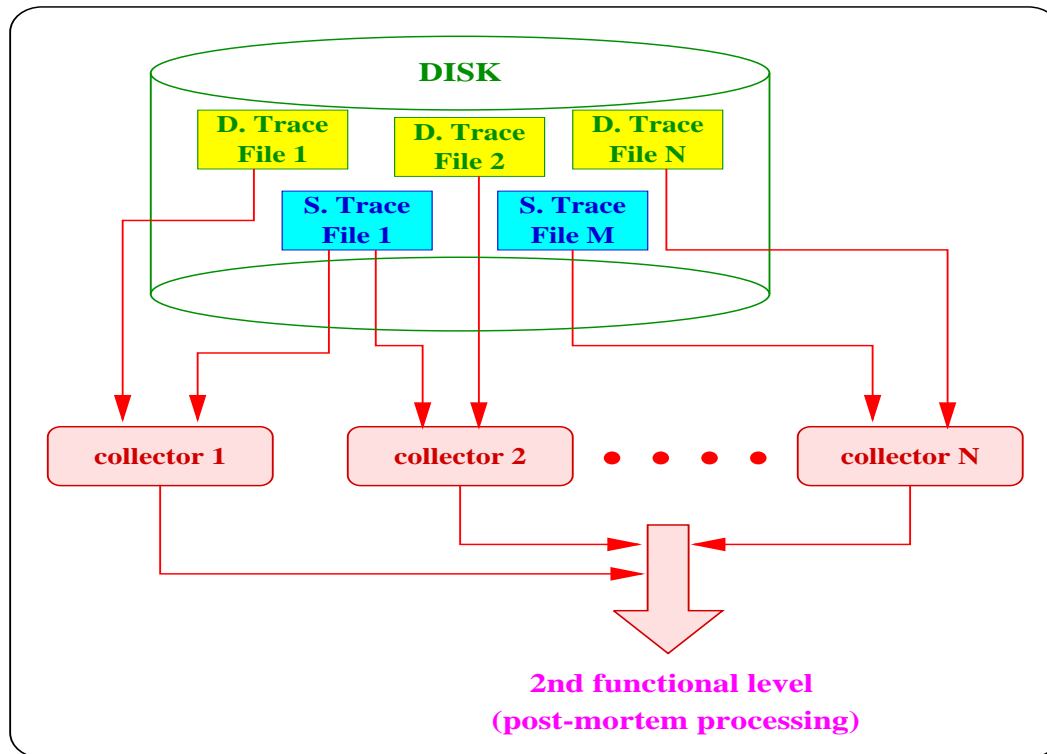 DISK
D. Trace
File 1
D. Trace
File 2
D. Trace
File N
S. Trace
File 1
S. Trace
File M
collector 1
collector 2
collector N
2nd functional level
(post-mortem processing)